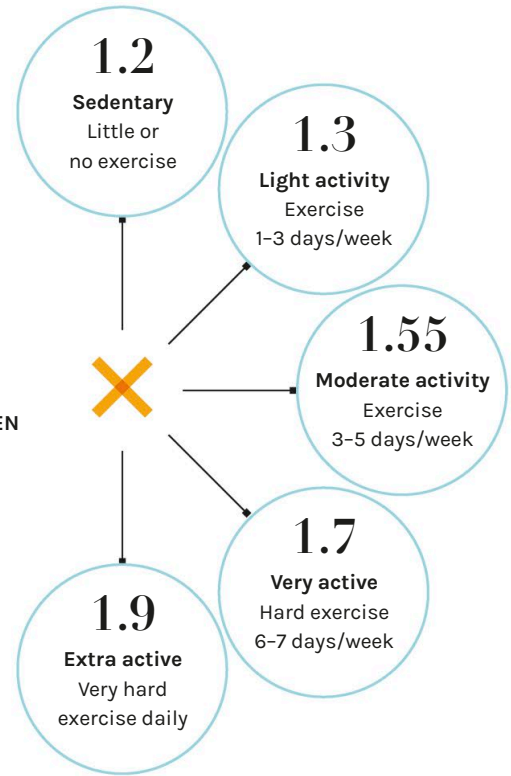 1.2
Sedentary
Little or
no exercise
1.3
Light activity
Exercise
1–3 days/week
1.55
Moderate activity
Exercise
3–5 days/week
EN
1.7
Very active
Hard exercise
6–7 days/week
1.9
Extra active
Very hard
exercise daily